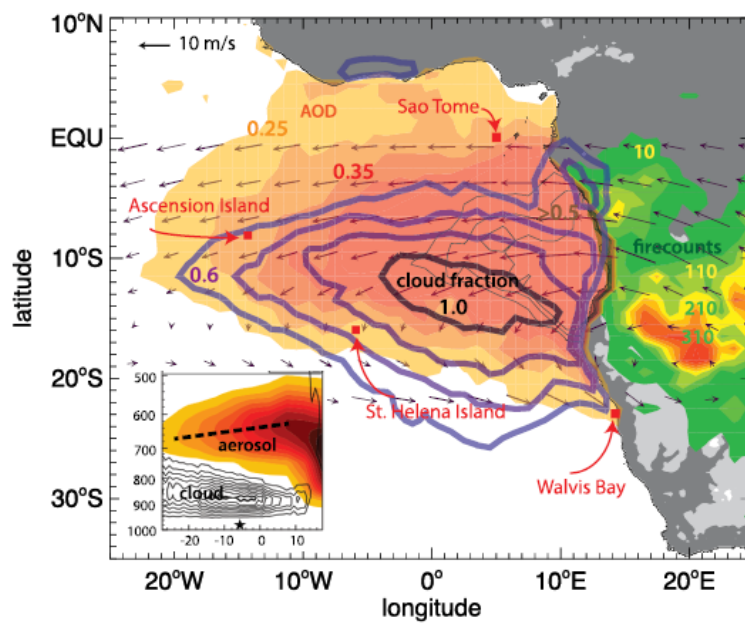 10°N
EQU
10°S
20°S
30°S
latitude
10 m/s
AOD
0.25
0.35
Sao Tome
Ascension Island
0.6
cloud fraction
1.0
>0.5
10
firecounts
110
210
310
St. Helena Island
Walvis Bay
500
600
700
800
900
1000
aerosol
cloud
-20 -10 0 10
20°W 10°W 0° 10°E 20°E
longitude